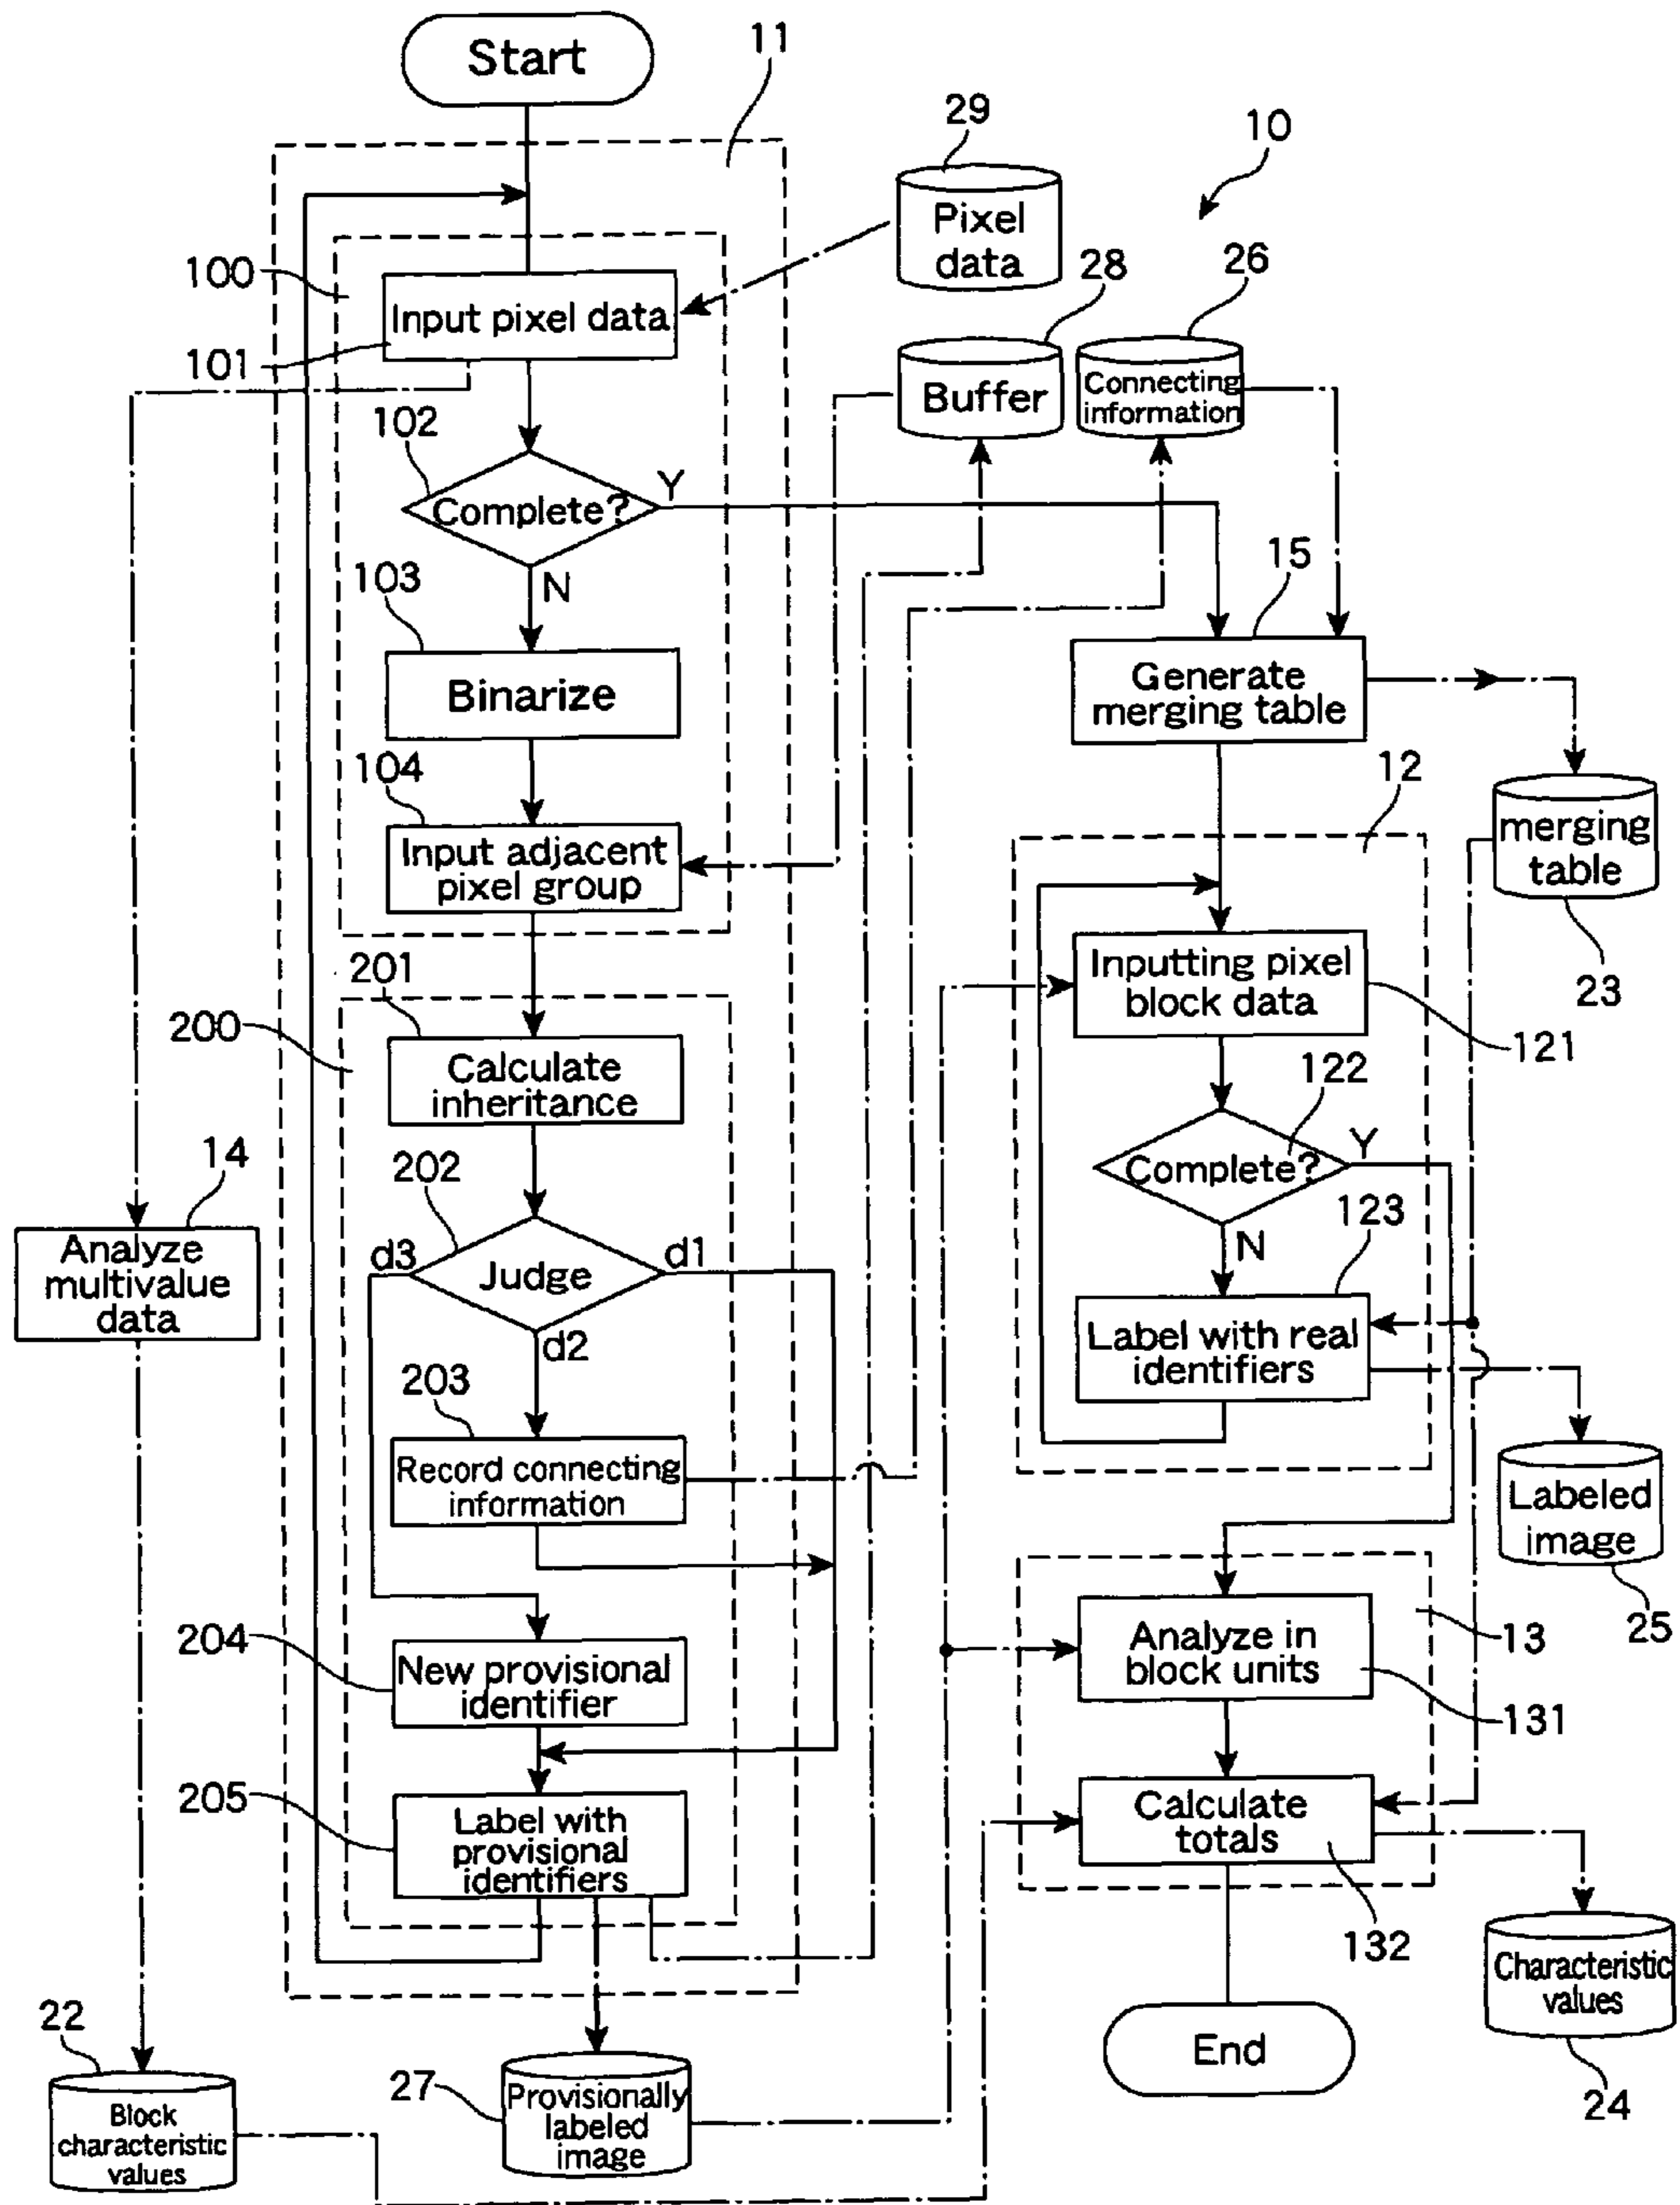 Start
11
29
10
Pixel
data
100
28
26
Input pixel data
101
Buffer
Connecting
information
102
Complete?
Y
15
103
N
Generate
merging table
Binarize
104
12
merging
table
Input adjacent
pixel group
23
201
Inputting pixel
block data
200
121
Calculate
inheritance
122
14
202
Complete?
Y
123
Analyze
multivalue
data
d3
Judge
d1
N
d2
Label with real
identifiers
203
Record connecting
information
Labeled
image
25
204
New provisional
identifier
Analyze in
block units
13
131
205
Label with
provisional
identifiers
Calculate
totals
132
Characteristic
values
24
22
End
27
Provisionally
labeled
image
Block
characteristic
values